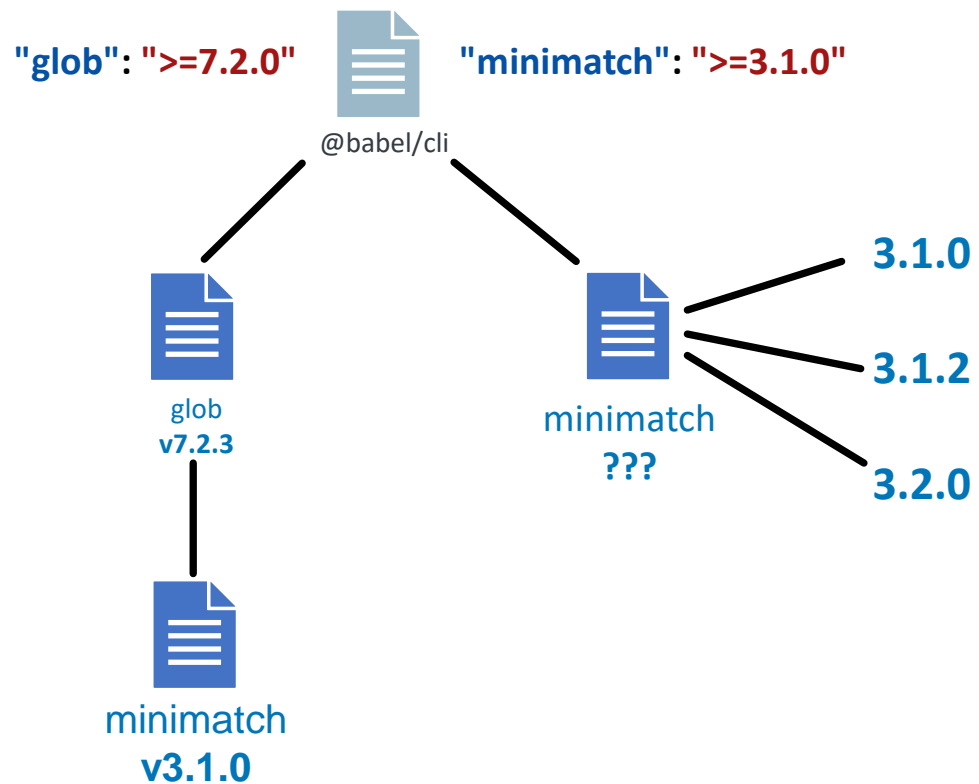 "glob": ">=7.2.0"
"minimatch": ">=3.1.0"
@babel/cli
glob
v7.2.3
minimatch
???
3.1.0
3.1.2
3.2.0
minimatch
v3.1.0